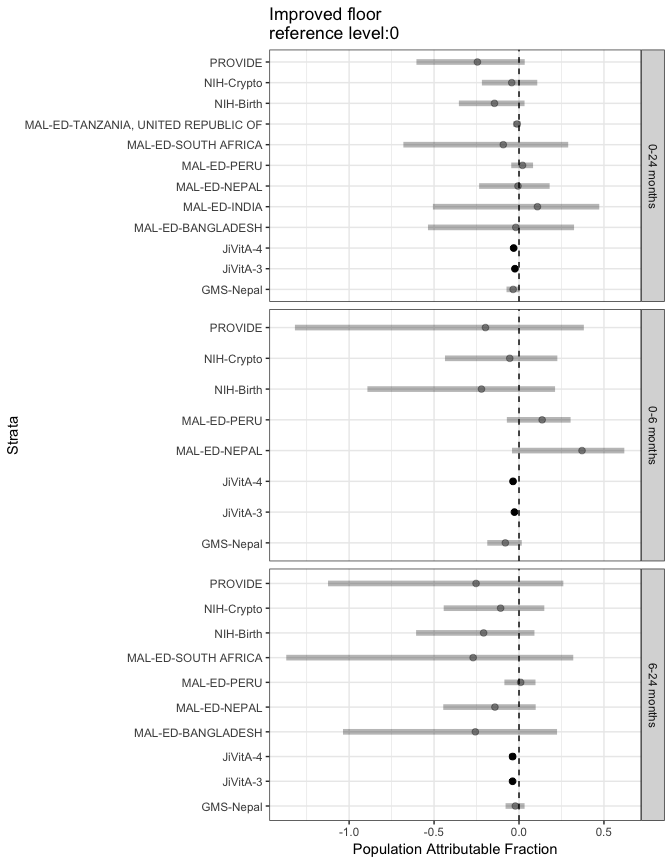 Improved floor
reference level:0
PROVIDE
NIH-Crypto
NIH-Birth
MAL-ED-TANZANIA, UNITED REPUBLIC OF
MAL-ED-SOUTH AFRICA
MAL-ED-PERU
MAL-ED-NEPAL
MAL-ED-INDIA
MAL-ED-BANGLADESH
JiVitA-4
JiVitA-3
GMS-Nepal
0-24 months
PROVIDE
NIH-Crypto
NIH-Birth
MAL-ED-PERU
MAL-ED-NEPAL
JiVitA-4
JiVitA-3
GMS-Nepal
0-6 months
Strata
PROVIDE
NIH-Crypto
NIH-Birth
MAL-ED-SOUTH AFRICA
MAL-ED-PERU
MAL-ED-NEPAL
MAL-ED-BANGLADESH
JiVitA-4
JiVitA-3
GMS-Nepal
6-24 months
-1.0 -0.5 0.0 0.5
Population Attributable Fraction